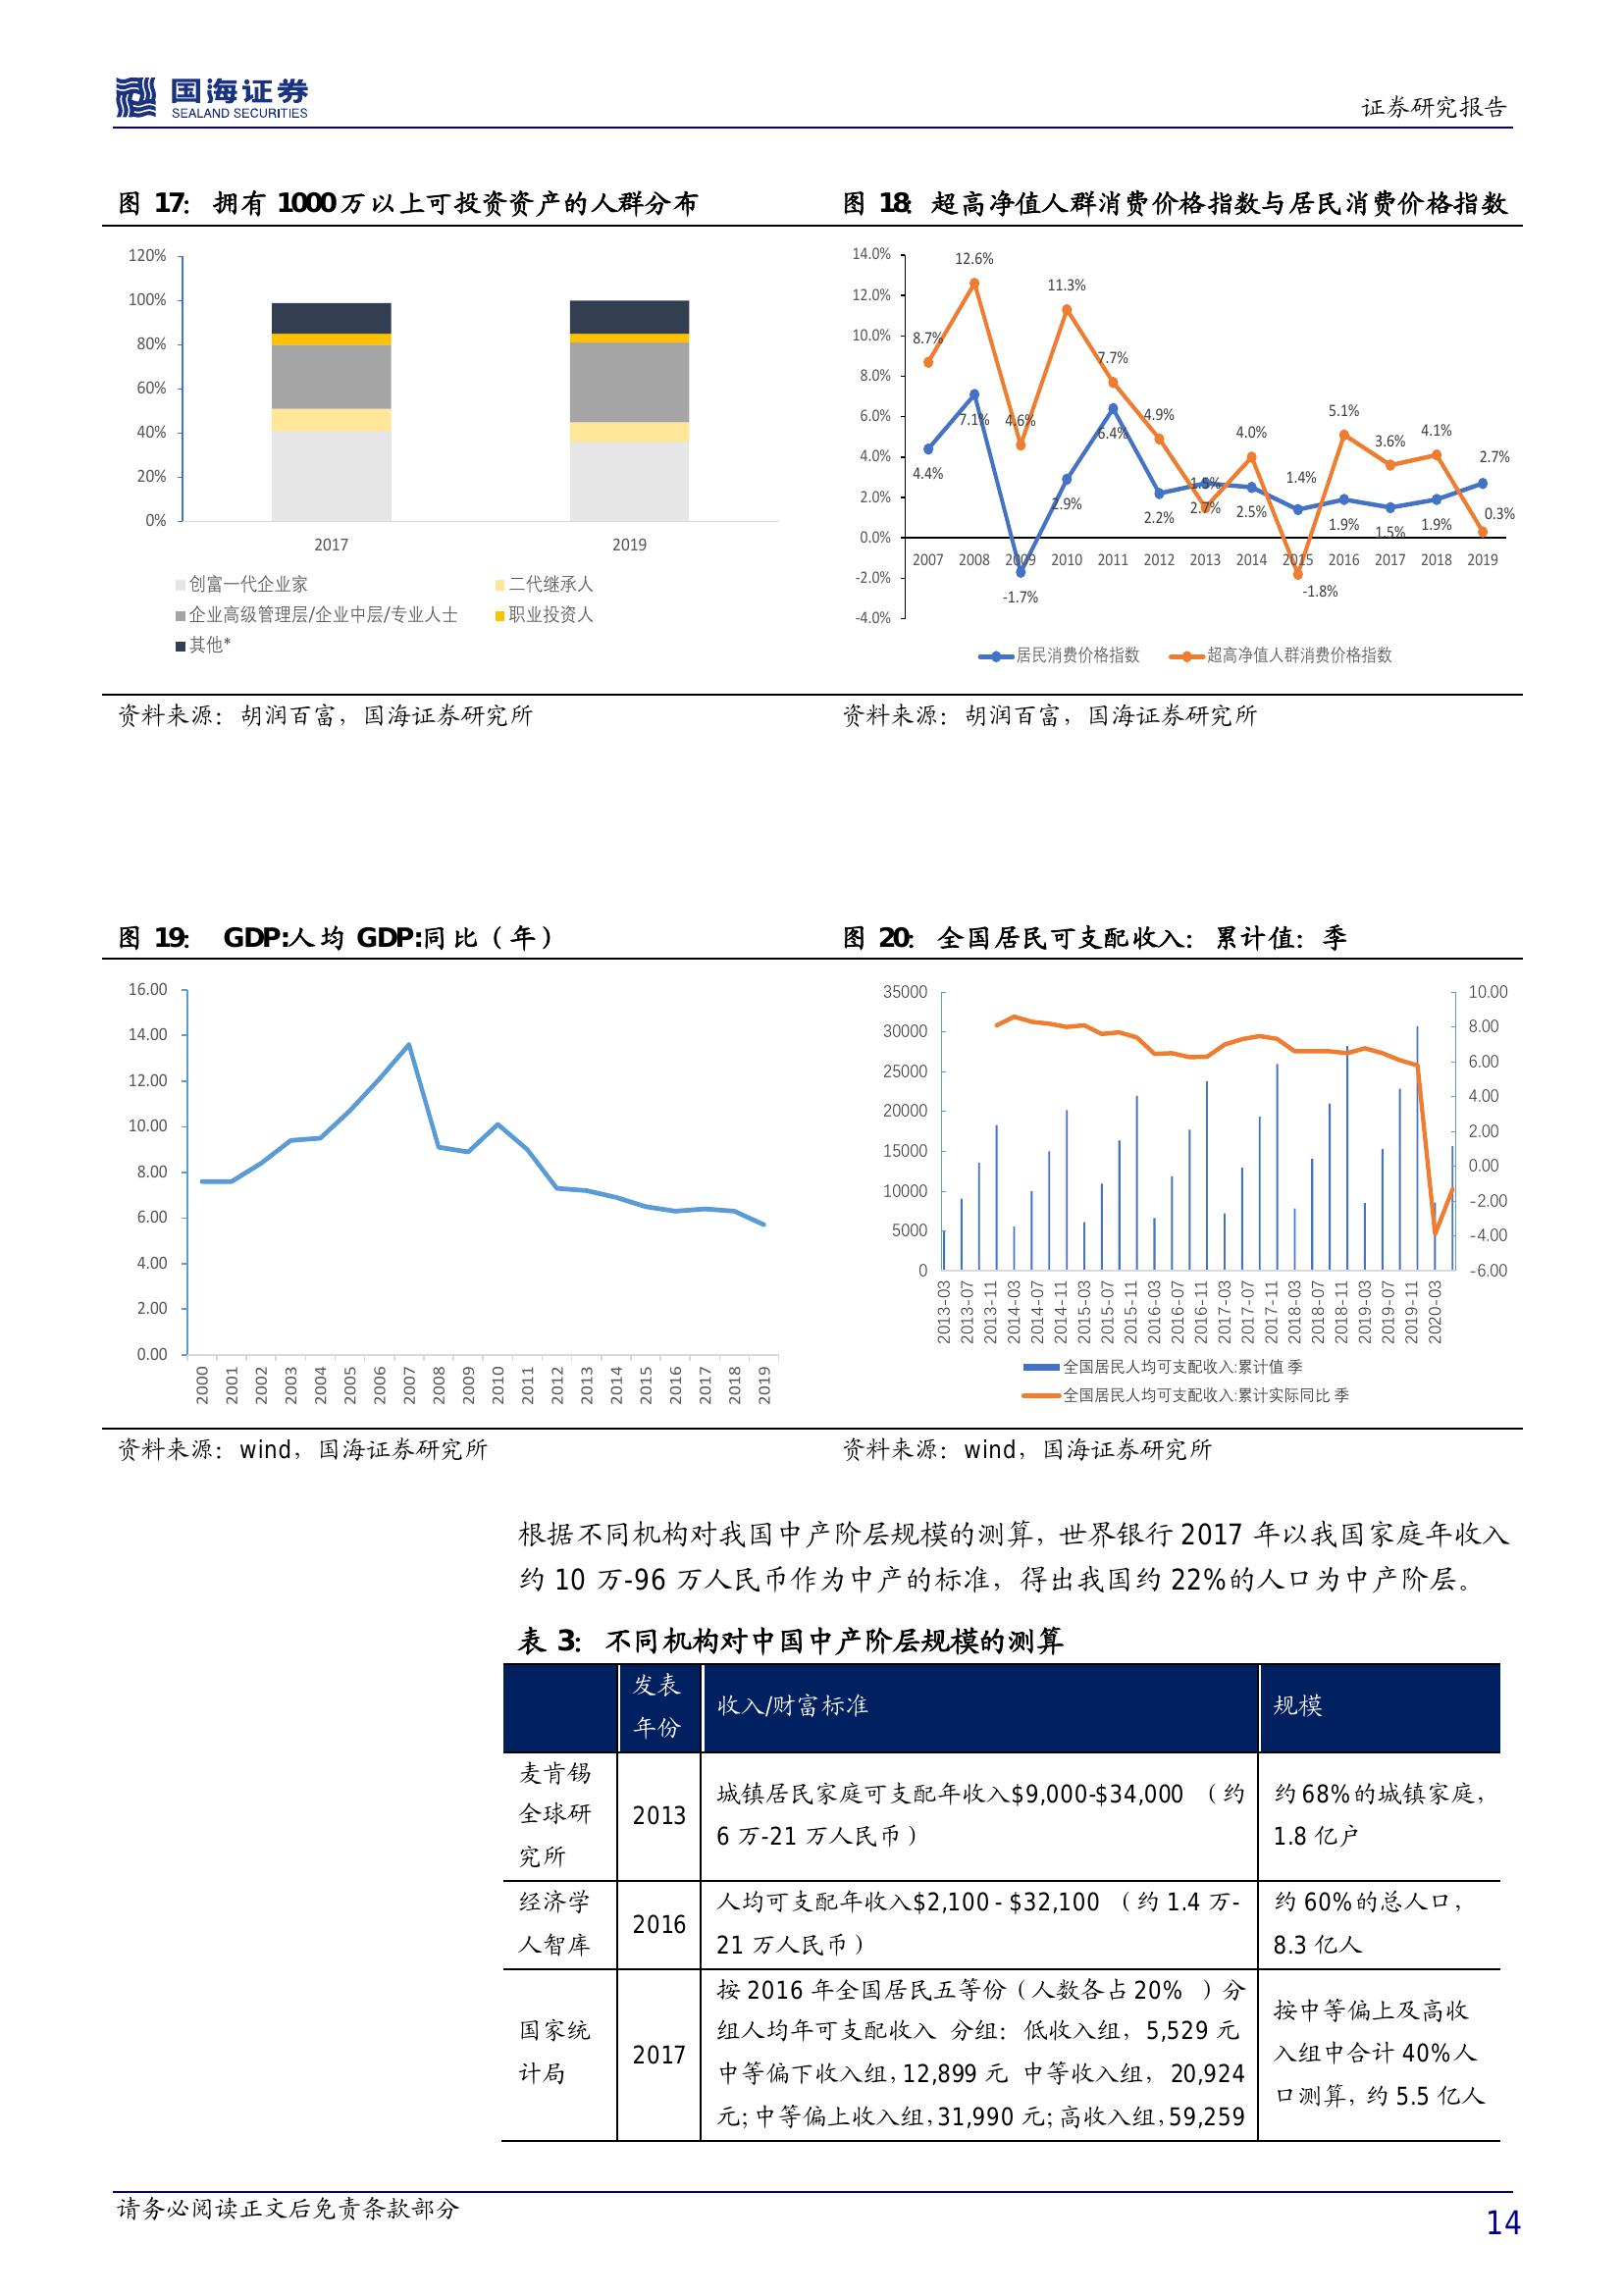 国海证券
SEALAND SECURITIES
证券研究报告
图 17: 拥有 1000 万以上可投资资产的人群分布
120%
100%
80%
60%
40%
20%
0%
2017
2019
创富一代企业家
二代继承人
企业高级管理层/企业中层/专业人士
职业投资人
其他*
资料来源：胡润百富，国海证券研究所
图 18: 超高净值人群消费价格指数与居民消费价格指数
14.0%
12.0%
10.0%
8.0%
6.0%
4.0%
2.0%
0.0%
-2.0%
-4.0%
8.7%
12.6%
4.6%
11.3%
7.7%
4.9%
1.5%
4.0%
-1.8%
5.1%
3.6%
4.1%
0.3%
4.4%
7.1%
-1.7%
2.9%
6.4%
2.2%
2.7%
2.5%
1.4%
1.9%
1.5%
1.9%
2.7%
2007 2008 2009 2010 2011 2012 2013 2014 2015 2016 2017 2018 2019
居民消费价格指数
超高净值人群消费价格指数
资料来源：胡润百富，国海证券研究所
图 19: GDP:人均 GDP:同比（年）
16.00
14.00
12.00
10.00
8.00
6.00
4.00
2.00
0.00
2000 2001 2002 2003 2004 2005 2006 2007 2008 2009 2010 2011 2012 2013 2014 2015 2016 2017 2018 2019
资料来源：wind，国海证券研究所
图 20: 全国居民可支配收入：累计值：季
35000
30000
25000
20000
15000
10000
5000
0
10.00
8.00
6.00
4.00
2.00
0.00
-2.00
-4.00
-6.00
2013-03 2013-07 2013-11 2014-03 2014-07 2014-11 2015-03 2015-07 2015-11 2016-03 2016-07 2016-11 2017-03 2017-07 2017-11 2018-03 2018-07 2018-11 2019-03 2019-07 2019-11 2020-03
全国居民人均可支配收入:累计值 季
全国居民人均可支配收入:累计实际同比 季
资料来源：wind，国海证券研究所
根据不同机构对我国中产阶层规模的测算，世界银行 2017 年以我国家庭年收入
约 10 万-96 万人民币作为中产的标准，得出我国约 22%的人口为中产阶层。
表 3: 不同机构对中国中产阶层规模的测算
发表
年份
收入/财富标准
规模
麦肯锡
全球研
究所
2013
城镇居民家庭可支配年收入$9,000-$34,000 （约
6 万-21 万人民币）
约 68%的城镇家庭，
1.8 亿户
经济学
人智库
2016
人均可支配年收入$2,100 - $32,100 （约 1.4 万-
21 万人民币）
约 60%的总人口，
8.3 亿人
国家统
计局
2017
按 2016 年全国居民五等份（人数各占 20% ）分
组人均年可支配收入 分组：低收入组，5,529 元
中等偏下收入组，12,899 元 中等收入组， 20,924
元；中等偏上收入组，31,990 元；高收入组，59,259
按中等偏上及高收
入组中合计 40%人
口测算，约 5.5 亿人
请务必阅读正文后免责条款部分
14